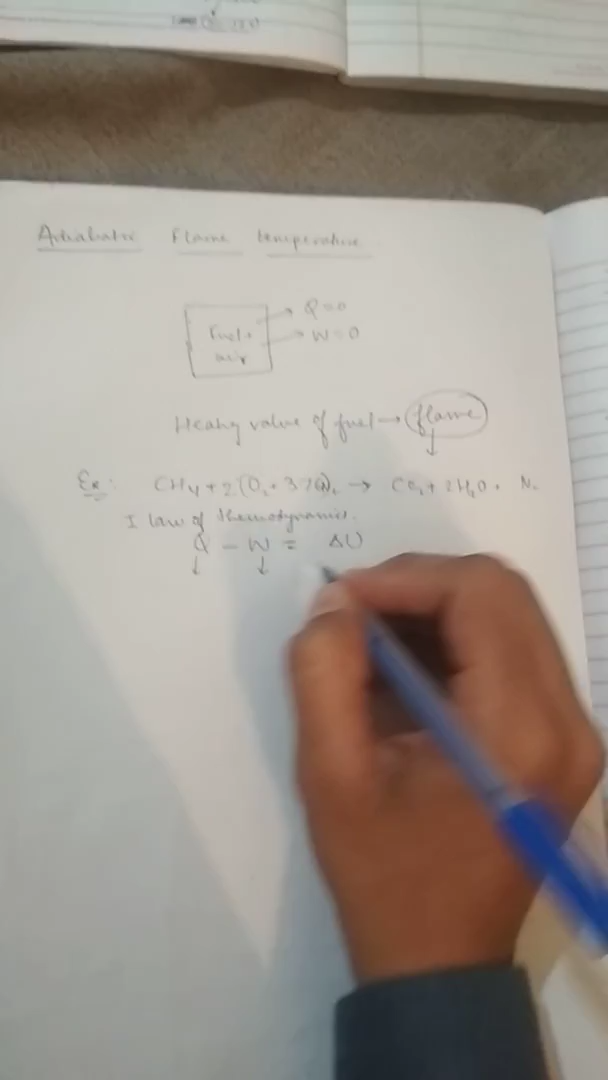 Adiabatic Flame temperature
Q=0
Fuel+
W=0
air
Heating value of fuel → flame
Ex: CH4 + 2(O2 + 3.76N2 → CO2 + 2H2O + N2
I law of thermodynamics.
Q - W = ΔU